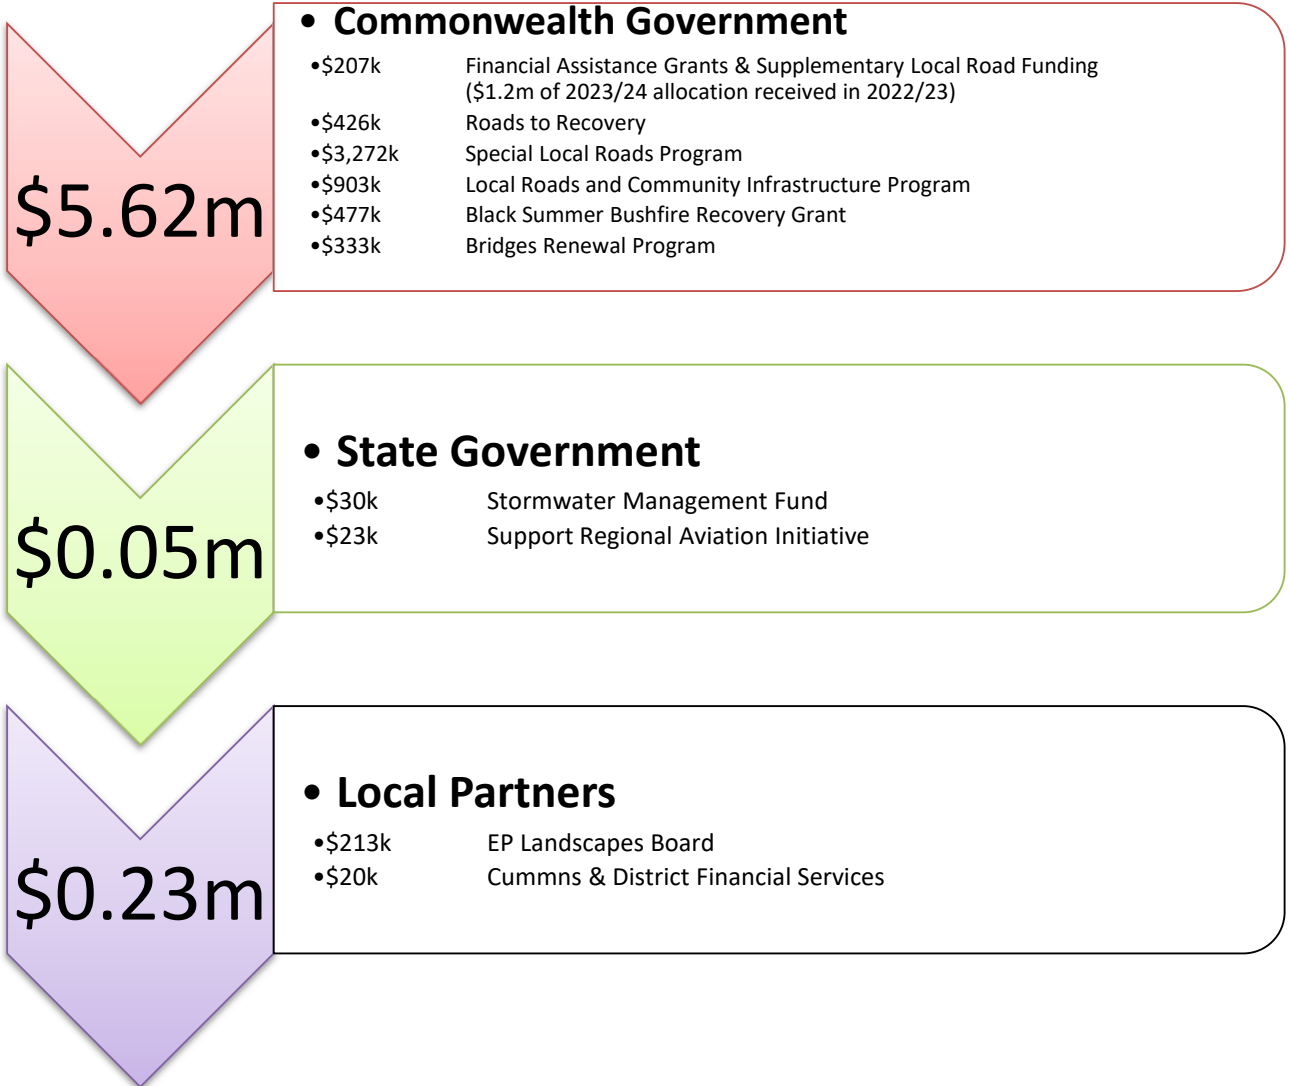 • Commonwealth Government
•$207k Financial Assistance Grants & Supplementary Local Road Funding
($1.2m of 2023/24 allocation received in 2022/23)
•$426k Roads to Recovery
•$3,272k Special Local Roads Program
•$903k Local Roads and Community Infrastructure Program
•$477k Black Summer Bushfire Recovery Grant
•$333k Bridges Renewal Program
$5.62m
• State Government
•$30k Stormwater Management Fund
•$23k Support Regional Aviation Initiative
$0.05m
• Local Partners
•$213k EP Landscapes Board
•$20k Cummns & District Financial Services
$0.23m